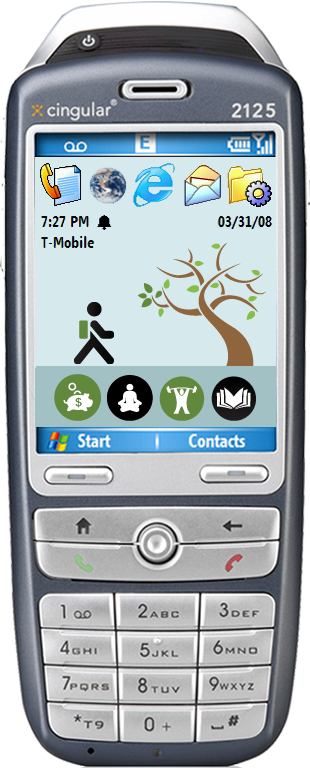 cingular®
2125
E
7:27 PM 03/31/08
T-Mobile
$
Start Contacts
1 2ABC 3DEF
4GHI 5JKL 6MNO
7PQRS 8TUV 9WXYZ
*T9 0 + #